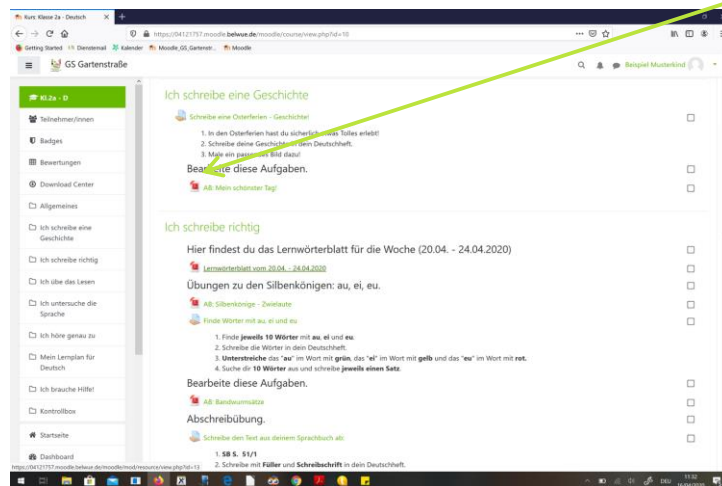 Kurs: Klasse 2a - Deutsch
https://04121757.moodle.belwue.de/moodle/course/view.php?id=10
Getting Started
Dienstemail
Kalender
Moodle_GS_Gartenstr...
Moodle
GS Gartenstraße
Beispiel Musterkind
Kl.2a - D
Teilnehmer/innen
Badges
Bewertungen
Download Center
Allgemeines
Ich schreibe eine
Geschichte
Ich schreibe richtig
Ich übe das Lesen
Ich untersuche die
Sprache
Ich höre genau zu
Mein Lernplan für
Deutsch
Ich brauche Hilfe!
Kontrollbox
Startseite
Dashboard
Ich schreibe eine Geschichte
Schreibe eine Osterferien - Geschichte!
1. In den Osterferien hast du sicherlich etwas Tolles erlebt!
2. Schreibe deine Geschichte in dein Deutschheft.
3. Male ein passendes Bild dazu!
Bearbeite diese Aufgaben.
AB: Mein schönster Tag!
Ich schreibe richtig
Hier findest du das Lernwörterblatt für die Woche (20.04. - 24.04.2020)
Lernwörterblatt vom 20.04. - 24.04.2020
Übungen zu den Silbenkönigen: au, ei, eu.
AB: Silbenkönige - Zwielaute
Finde Wörter mit au, ei und eu
1. Finde jeweils 10 Wörter mit au, ei und eu.
2. Schreibe die Wörter in dein Deutschheft.
3. Unterstreiche das "au" im Wort mit grün, das "ei" im Wort mit gelb und das "eu" im Wort mit rot.
4. Suche dir 10 Wörter aus und schreibe jeweils einen Satz.
Bearbeite diese Aufgaben.
AB: Bandwurmsätze
Abschreibübung.
Schreibe den Text aus deinem Sprachbuch ab:
1. SB S. 51/1
2. Schreibe mit Füller und Schreibschrift in dein Deutschheft.
https://04121757.moodle.belwue.de/moodle/mod/resource/view.php?id=13
DEU
11:32